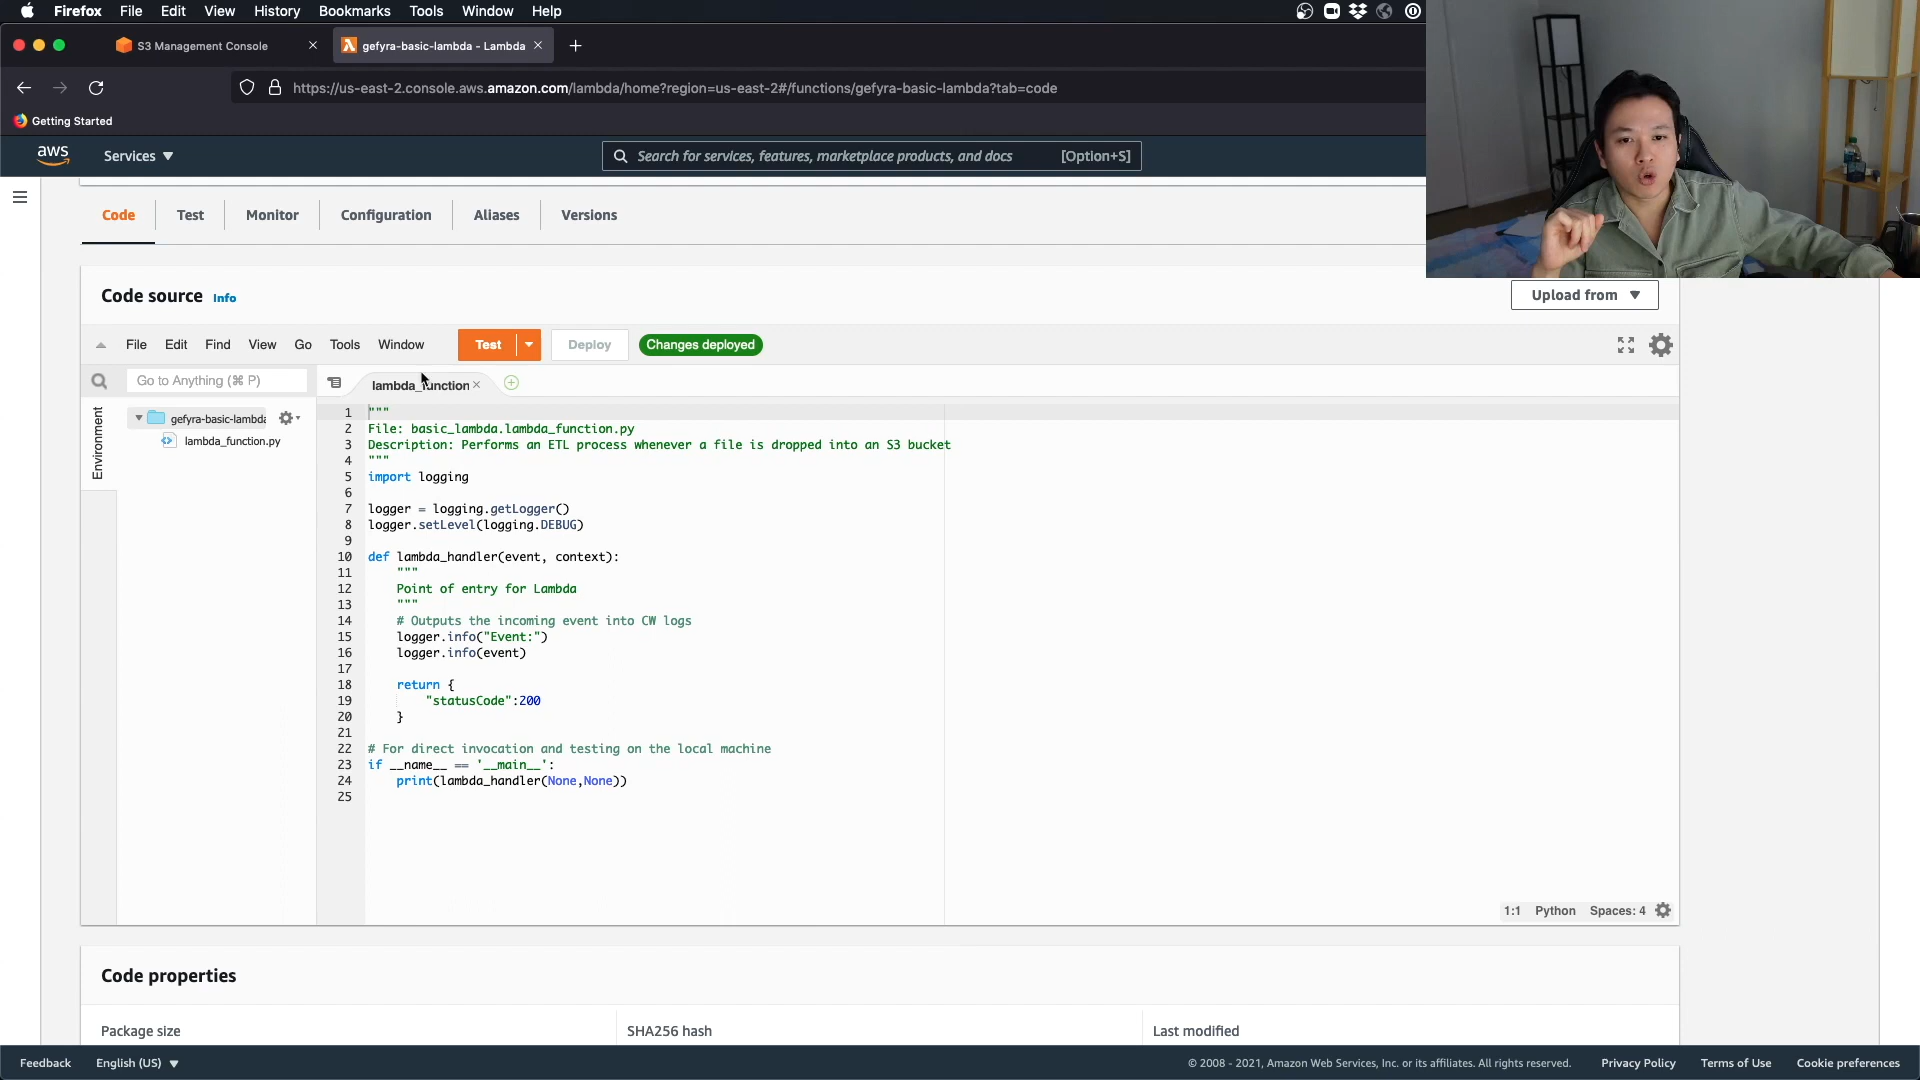 Firefox File Edit View History Bookmarks Tools Window Help
S3 Management Console
gefyra-basic-lambda - Lambda
https://us-east-2.console.aws.amazon.com/lambda/home?region=us-east-2#/functions/gefyra-basic-lambda?tab=code
Getting Started
aws Services Search for services, features, marketplace products, and docs [Option+S]
Code Test Monitor Configuration Aliases Versions
Code source Info
Upload from
File Edit Find View Go Tools Window Test Deploy Changes deployed
Go to Anything (⌘ P)
lambda_function
Environment
gefyra-basic-lambda
lambda_function.py
1 """
2 File: basic_lambda.lambda_function.py
3 Description: Performs an ETL process whenever a file is dropped into an S3 bucket
4 """
5 import logging
6
7 logger = logging.getLogger()
8 logger.setLevel(logging.DEBUG)
9
10 def lambda_handler(event, context):
11     """
12     Point of entry for Lambda
13     """
14     # Outputs the incoming event into CW logs
15     logger.info("Event:")
16     logger.info(event)
17
18     return {
19         "statusCode":200
20     }
21
22 # For direct invocation and testing on the local machine
23 if __name__ == '__main__':
24     print(lambda_handler(None,None))
25
1:1 Python Spaces: 4
Code properties
Package size
SHA256 hash
Last modified
Feedback English (US) © 2008 - 2021, Amazon Web Services, Inc. or its affiliates. All rights reserved. Privacy Policy Terms of Use Cookie preferences